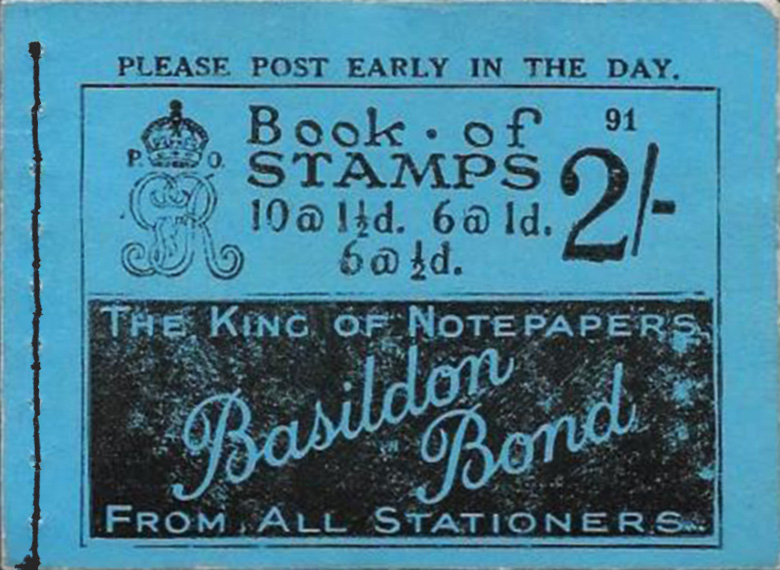 PLEASE POST EARLY IN THE DAY.
91
Book · of
STAMPS
2/-
P. O.
GvR
10@1½d. 6@1d.
6@½d.
THE KING OF NOTEPAPERS
Basildon
Bond
FROM ALL STATIONERS.